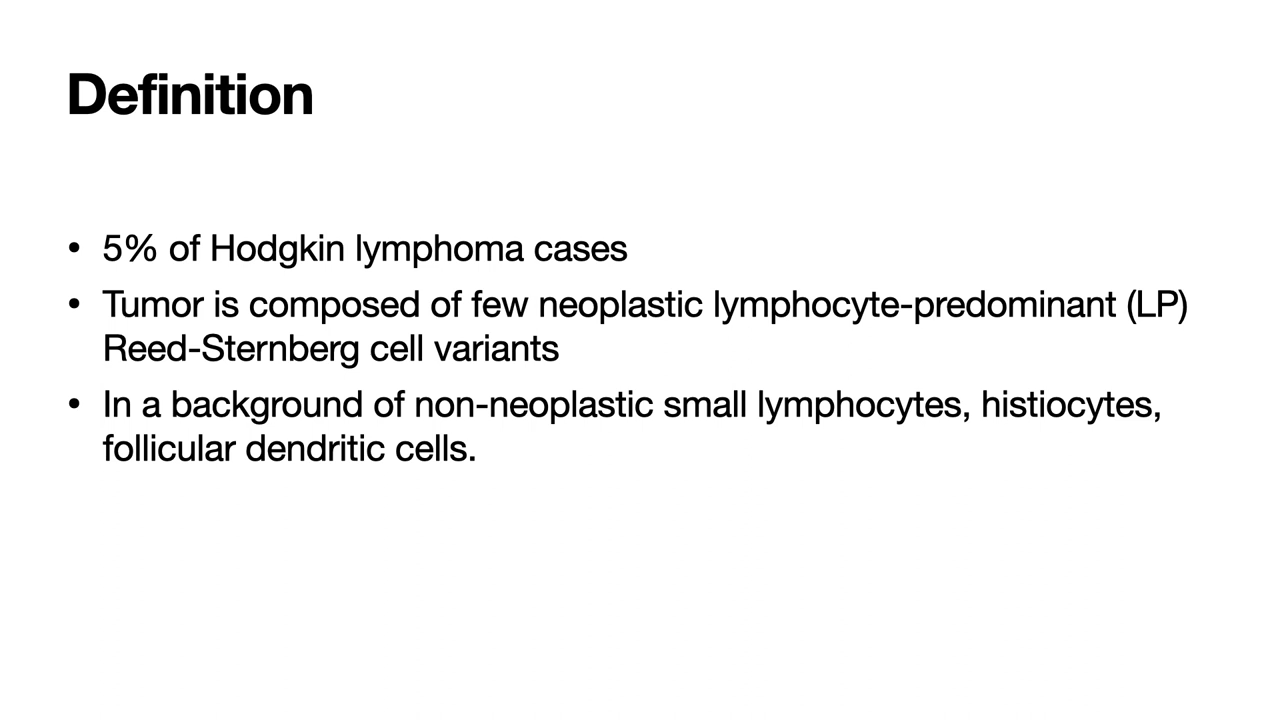 Definition
• 5% of Hodgkin lymphoma cases
• Tumor is composed of few neoplastic lymphocyte-predominant (LP)
Reed-Sternberg cell variants
• In a background of non-neoplastic small lymphocytes, histiocytes,
follicular dendritic cells.